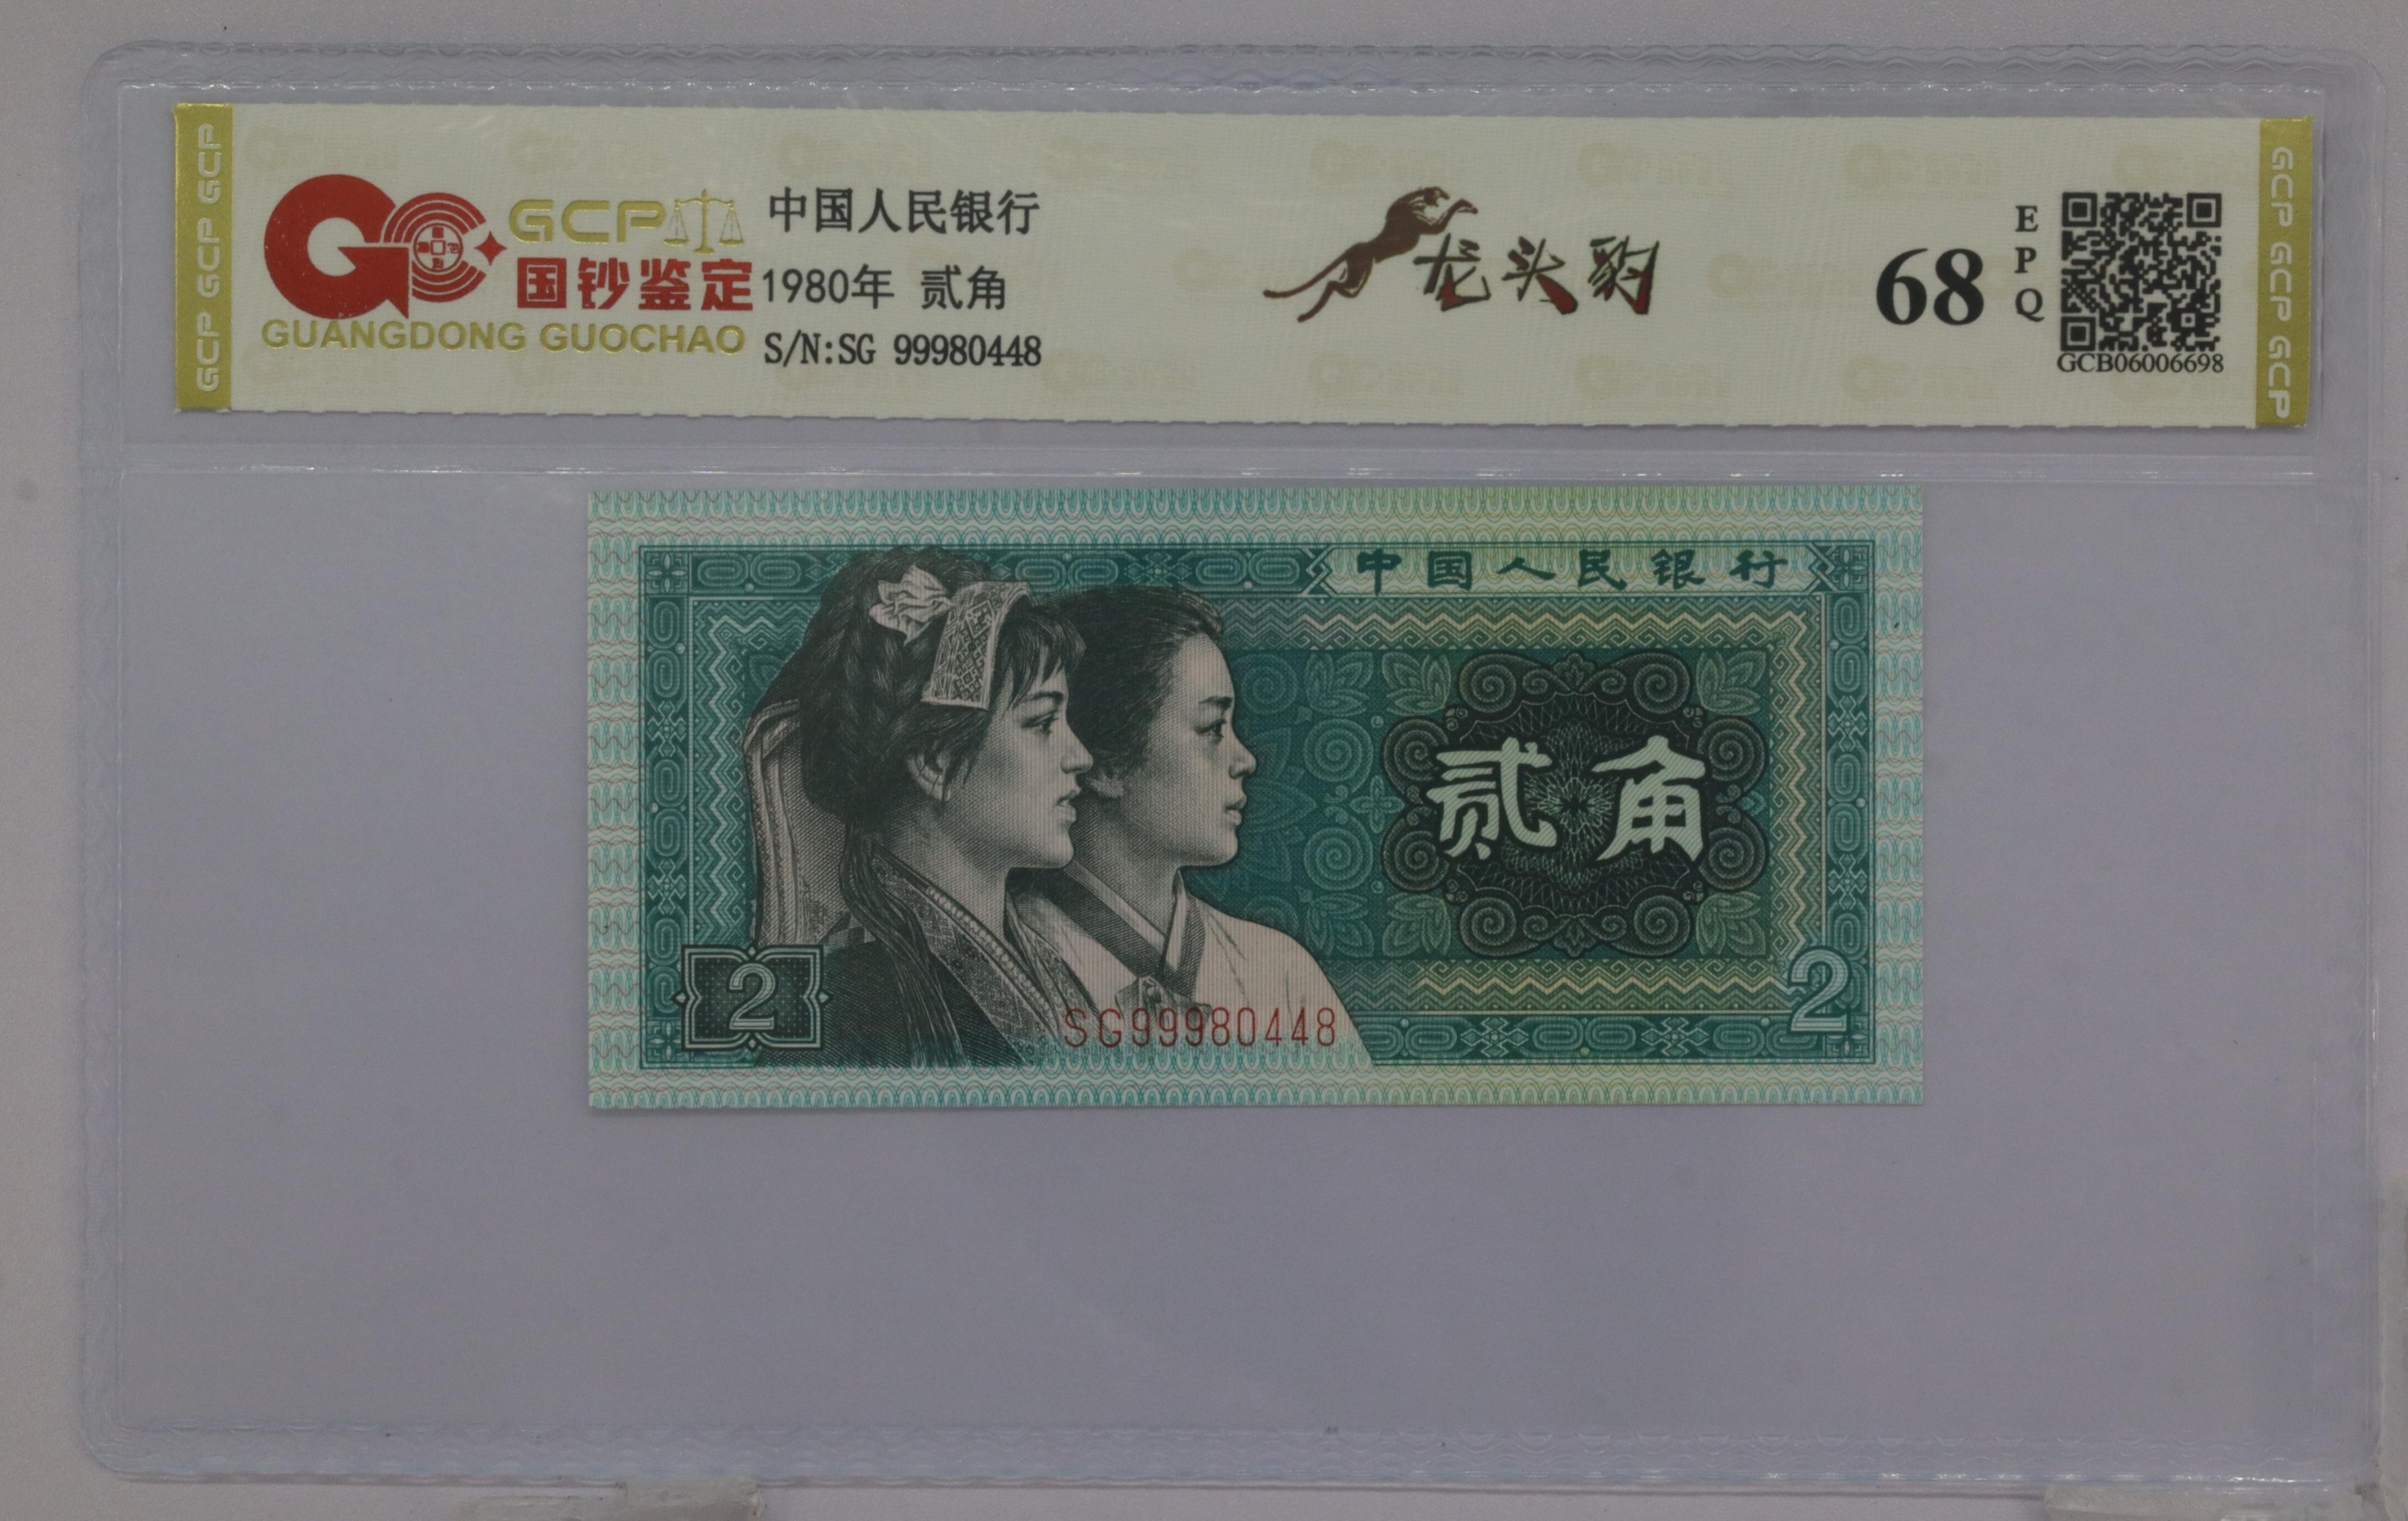 GCP GCP GCP
GCP
国钞鉴定
GUANGDONG GUOCHAO
中国人民银行
1980年 贰角
S/N:SG 99980448
龙头豹
68
EPQ
GCB06006698
GCP GCP GCP
中国人民银行
贰角
2
SG99980448
2